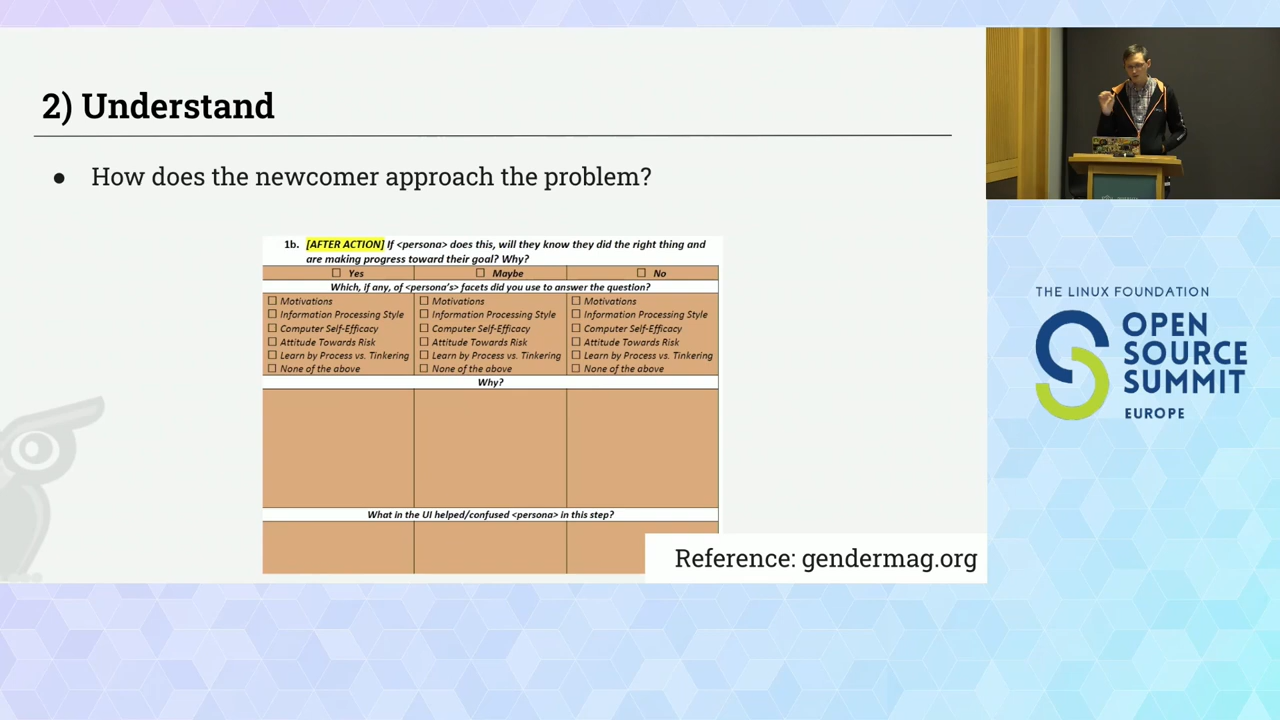 2) Understand
● How does the newcomer approach the problem?
1b. [AFTER ACTION] If <persona> does this, will they know they did the right thing and
are making progress toward their goal? Why?
☐ Yes ☐ Maybe ☐ No
Which, if any, of <persona's> facets did you use to answer the question?
☐ Motivations ☐ Motivations ☐ Motivations
☐ Information Processing Style ☐ Information Processing Style ☐ Information Processing Style
☐ Computer Self-Efficacy ☐ Computer Self-Efficacy ☐ Computer Self-Efficacy
☐ Attitude Towards Risk ☐ Attitude Towards Risk ☐ Attitude Towards Risk
☐ Learn by Process vs. Tinkering ☐ Learn by Process vs. Tinkering ☐ Learn by Process vs. Tinkering
☐ None of the above ☐ None of the above ☐ None of the above
Why?
What in the UI helped/confused <persona> in this step?
Reference: gendermag.org
THE LINUX FOUNDATION
OPEN
SOURCE
SUMMIT
EUROPE